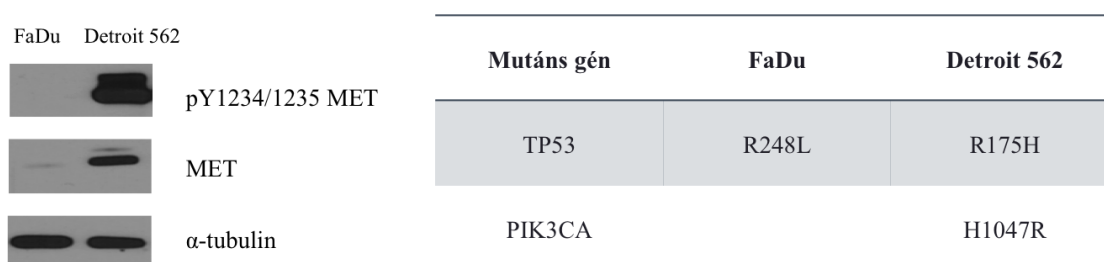 FaDu Detroit 562
pY1234/1235 MET
MET
α-tubulin
Mutáns gén FaDu Detroit 562
TP53 R248L R175H
PIK3CA H1047R